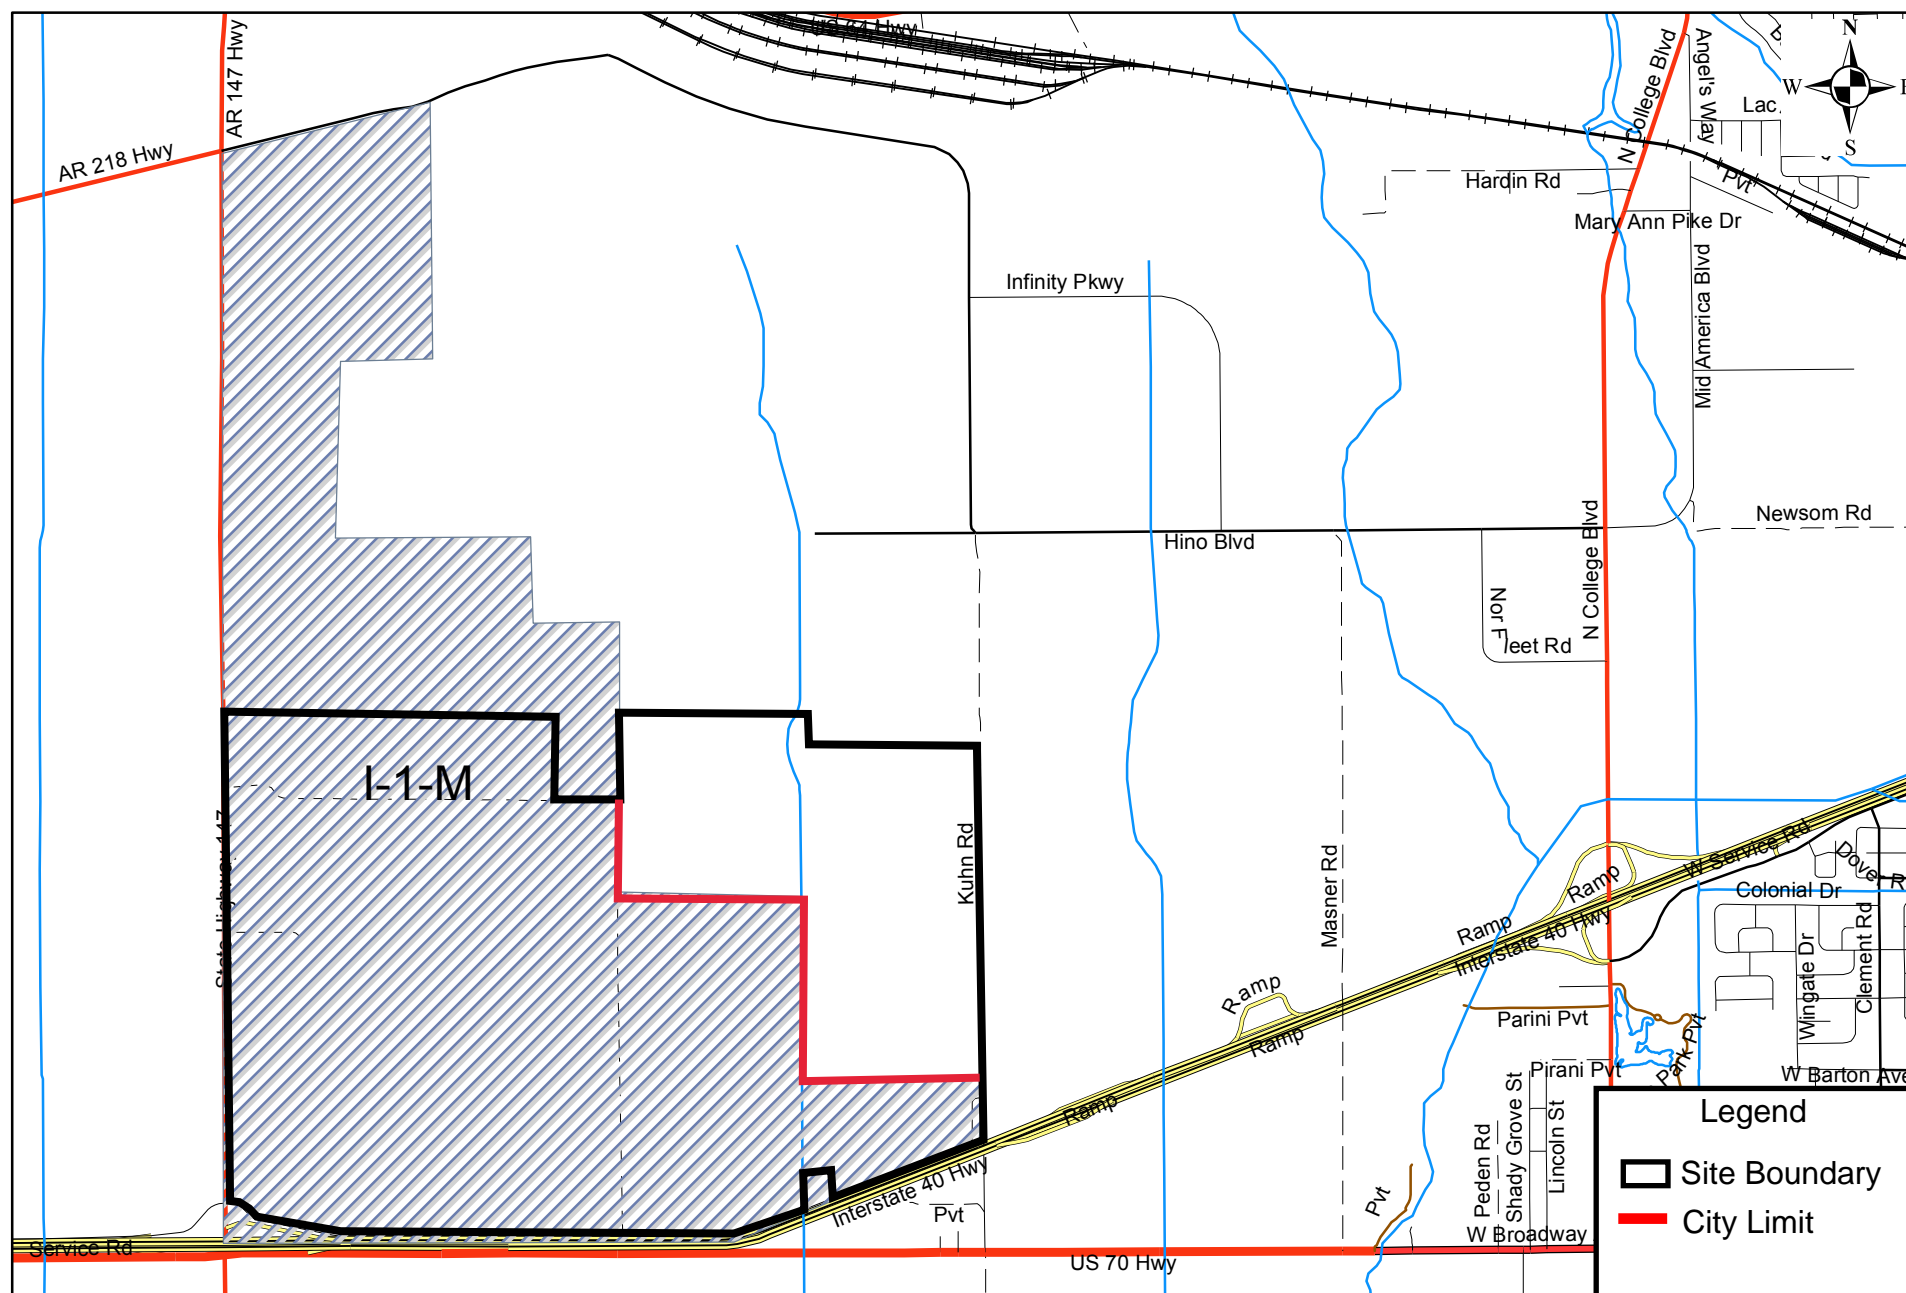 US 64 Hwy
AR 147 Hwy
N College Blvd
Angel's Way
N
W
S
Lac
AR 218 Hwy
Hardin Rd
Pvt
Mary Ann Pike Dr
Infinity Pkwy
Mid America Blvd
Newsom Rd
Hino Blvd
N College Blvd
Nor F
leet Rd
I-1-M
State Highway 147
Kuhn Rd
Masner Rd
W Service Rd
Dover R
Ramp
Colonial Dr
Ramp
Interstate 40 Hwy
Clement Rd
Wingate Dr
Ramp
Ramp
Parini Pvt
Park Pvt
Pirani Pvt
W Barton Ave
Ramp
Shady Grove St
Lincoln St
Peden Rd
Interstate 40 Hwy
Pvt
Pvt
W Broadway
Service Rd
US 70 Hwy
Legend
Site Boundary
City Limit